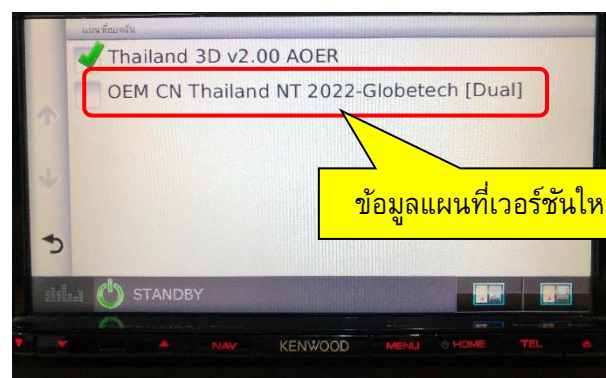 แผนที่ของฉัน
Thailand 3D v2.00 AOER
OEM CN Thailand NT 2022-Globetech [Dual]
ข้อมูลแผนที่เวอร์ชันให
STANDBY
NAV KENWOOD MENU HOME TEL